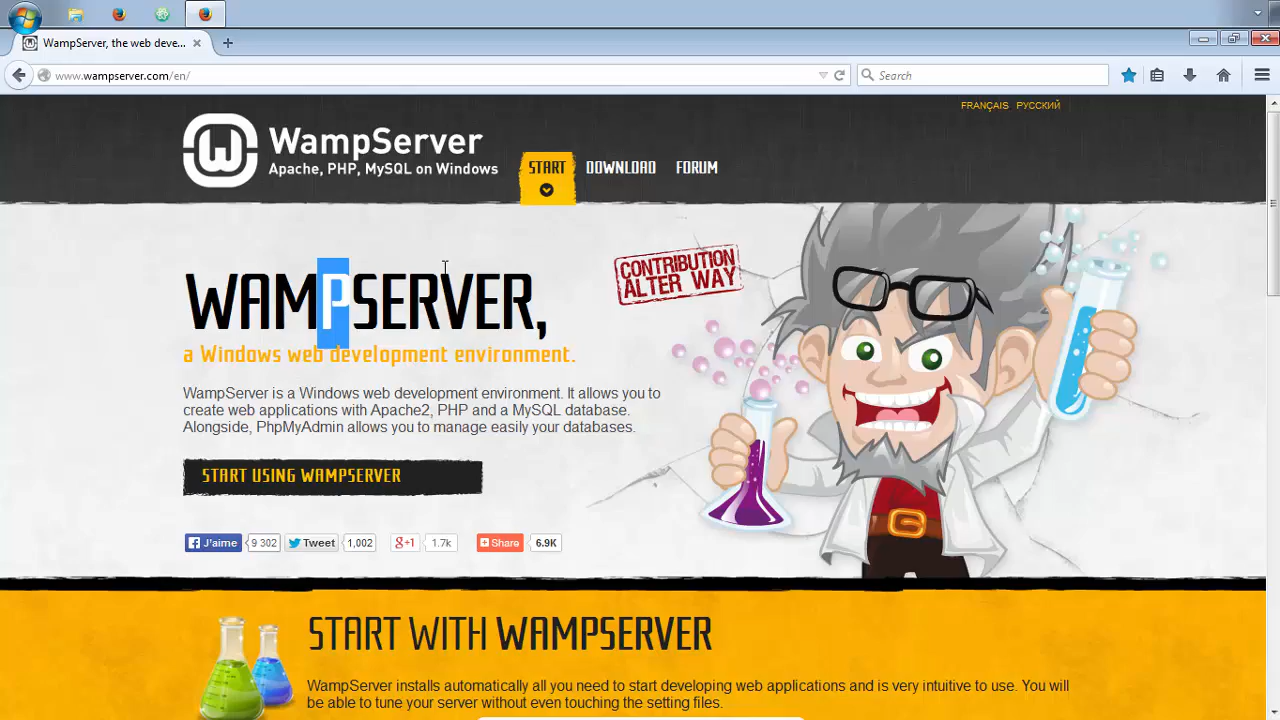 WampServer, the web deve...
www.wampserver.com/en/
Search
FRANÇAIS РУССКИЙ
WampServer
Apache, PHP, MySQL on Windows
START DOWNLOAD FORUM
WAMPSERVER,
a Windows web development environment.
CONTRIBUTION
ALTER WAY
WampServer is a Windows web development environment. It allows you to
create web applications with Apache2, PHP and a MySQL database.
Alongside, PhpMyAdmin allows you to manage easily your databases.
START USING WAMPSERVER
J'aime 9 302 Tweet 1,002 g+1 1.7k Share 6.9K
START WITH WAMPSERVER
WampServer installs automatically all you need to start developing web applications and is very intuitive to use. You will
be able to tune your server without even touching the setting files.